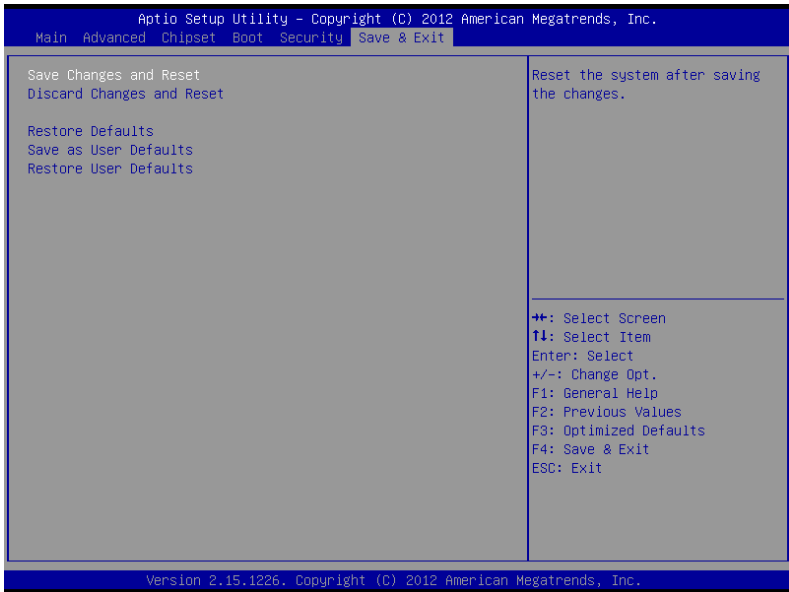 Aptio Setup Utility – Copyright (C) 2012 American Megatrends, Inc.
Main Advanced Chipset Boot Security Save & Exit
Save Changes and Reset
Discard Changes and Reset
Restore Defaults
Save as User Defaults
Restore User Defaults
Reset the system after saving
the changes.
→←: Select Screen
↑↓: Select Item
Enter: Select
+/-: Change Opt.
F1: General Help
F2: Previous Values
F3: Optimized Defaults
F4: Save & Exit
ESC: Exit
Version 2.15.1226. Copyright (C) 2012 American Megatrends, Inc.